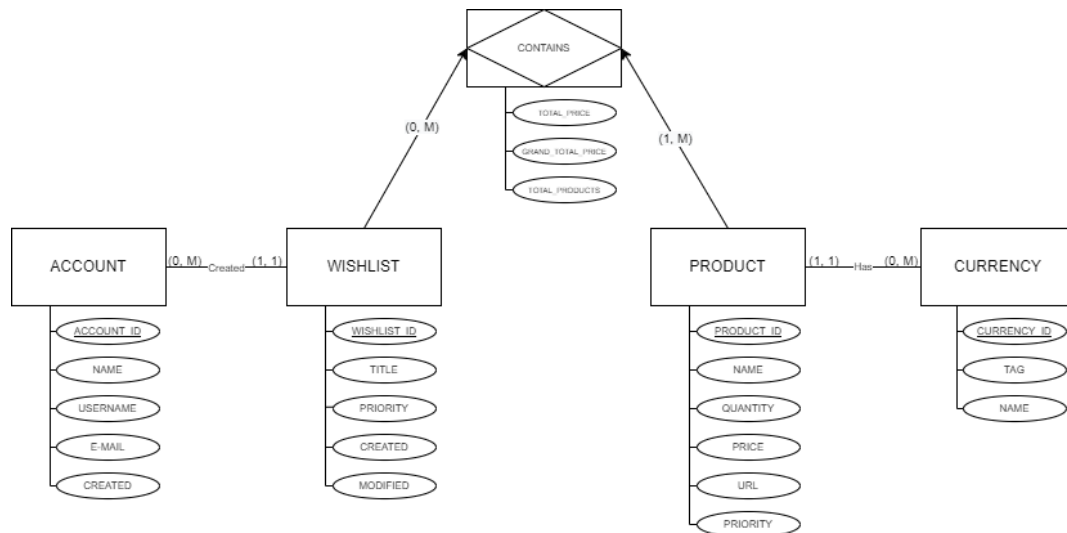 CONTAINS
TOTAL_PRICE
GRAND_TOTAL_PRICE
TOTAL_PRODUCTS
(0, M)
(1, M)
ACCOUNT
(0, M)
Created
(1, 1)
WISHLIST
PRODUCT
(1, 1)
Has
(0, M)
CURRENCY
ACCOUNT_ID
NAME
USERNAME
E-MAIL
CREATED
WISHLIST_ID
TITLE
PRIORITY
CREATED
MODIFIED
PRODUCT_ID
NAME
QUANTITY
PRICE
URL
PRIORITY
CURRENCY_ID
TAG
NAME